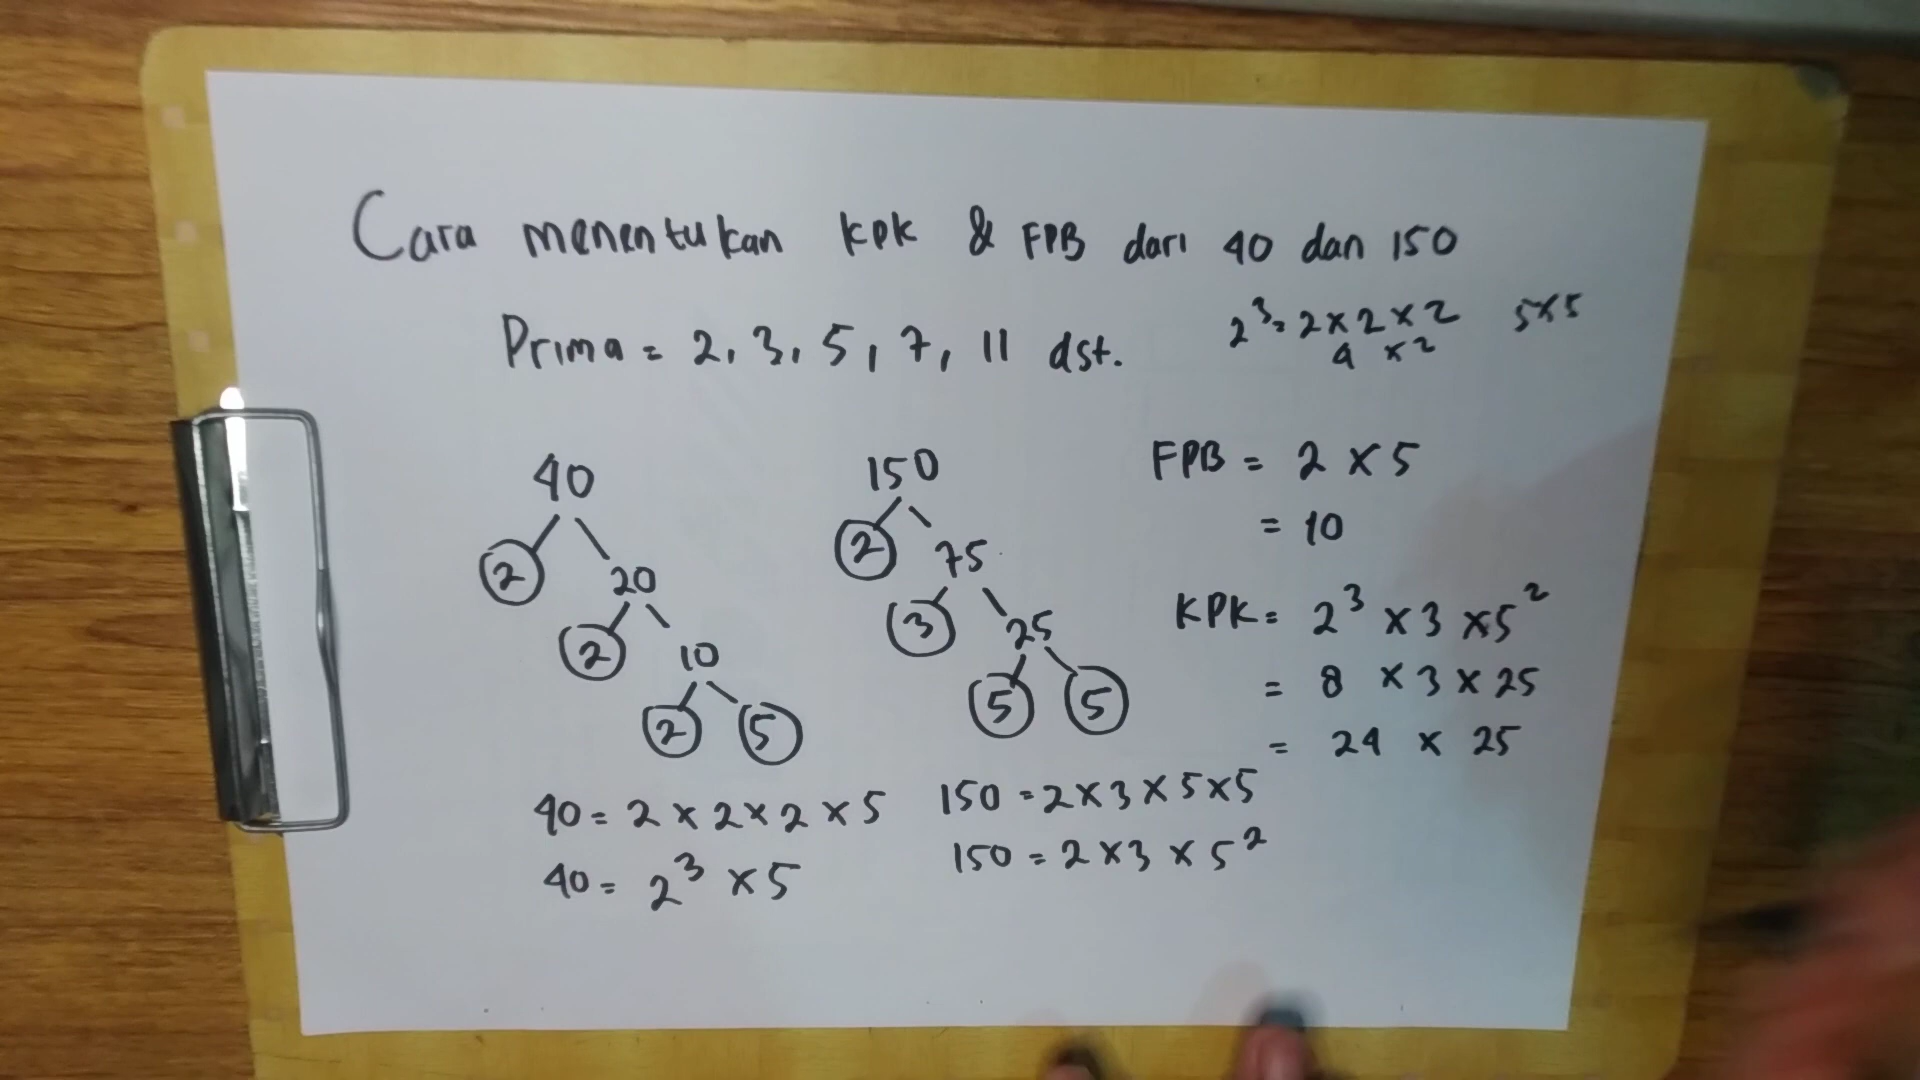 Cara menentukan KPK & FPB dari 40 dan 150
Prima = 2, 3, 5, 7, 11 dst.
2³ = 2 × 2 × 2
4 × 2
5×5
40
2 20
2 10
2 5
40 = 2 × 2 × 2 × 5
40 = 2³ × 5
150
2 75
3 25
5 5
150 = 2 × 3 × 5 × 5
150 = 2 × 3 × 5²
FPB = 2 × 5
= 10
KPK = 2³ × 3 × 5²
= 8 × 3 × 25
= 24 × 25